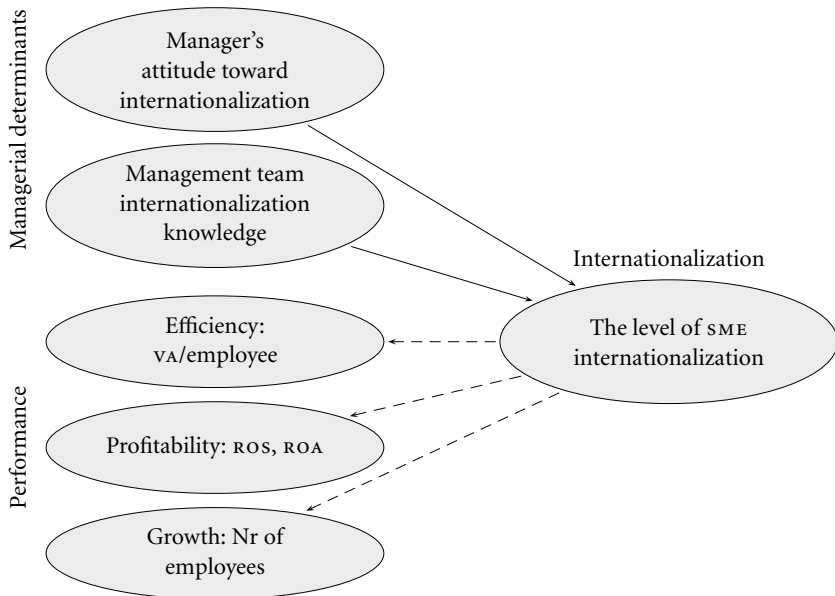 Managerial determinants
Manager's
attitude toward
internationalization
Management team
internationalization
knowledge
Internationalization
The level of SME
internationalization
Performance
Efficiency:
VA/employee
Profitability: ROS, ROA
Growth: Nr of
employees